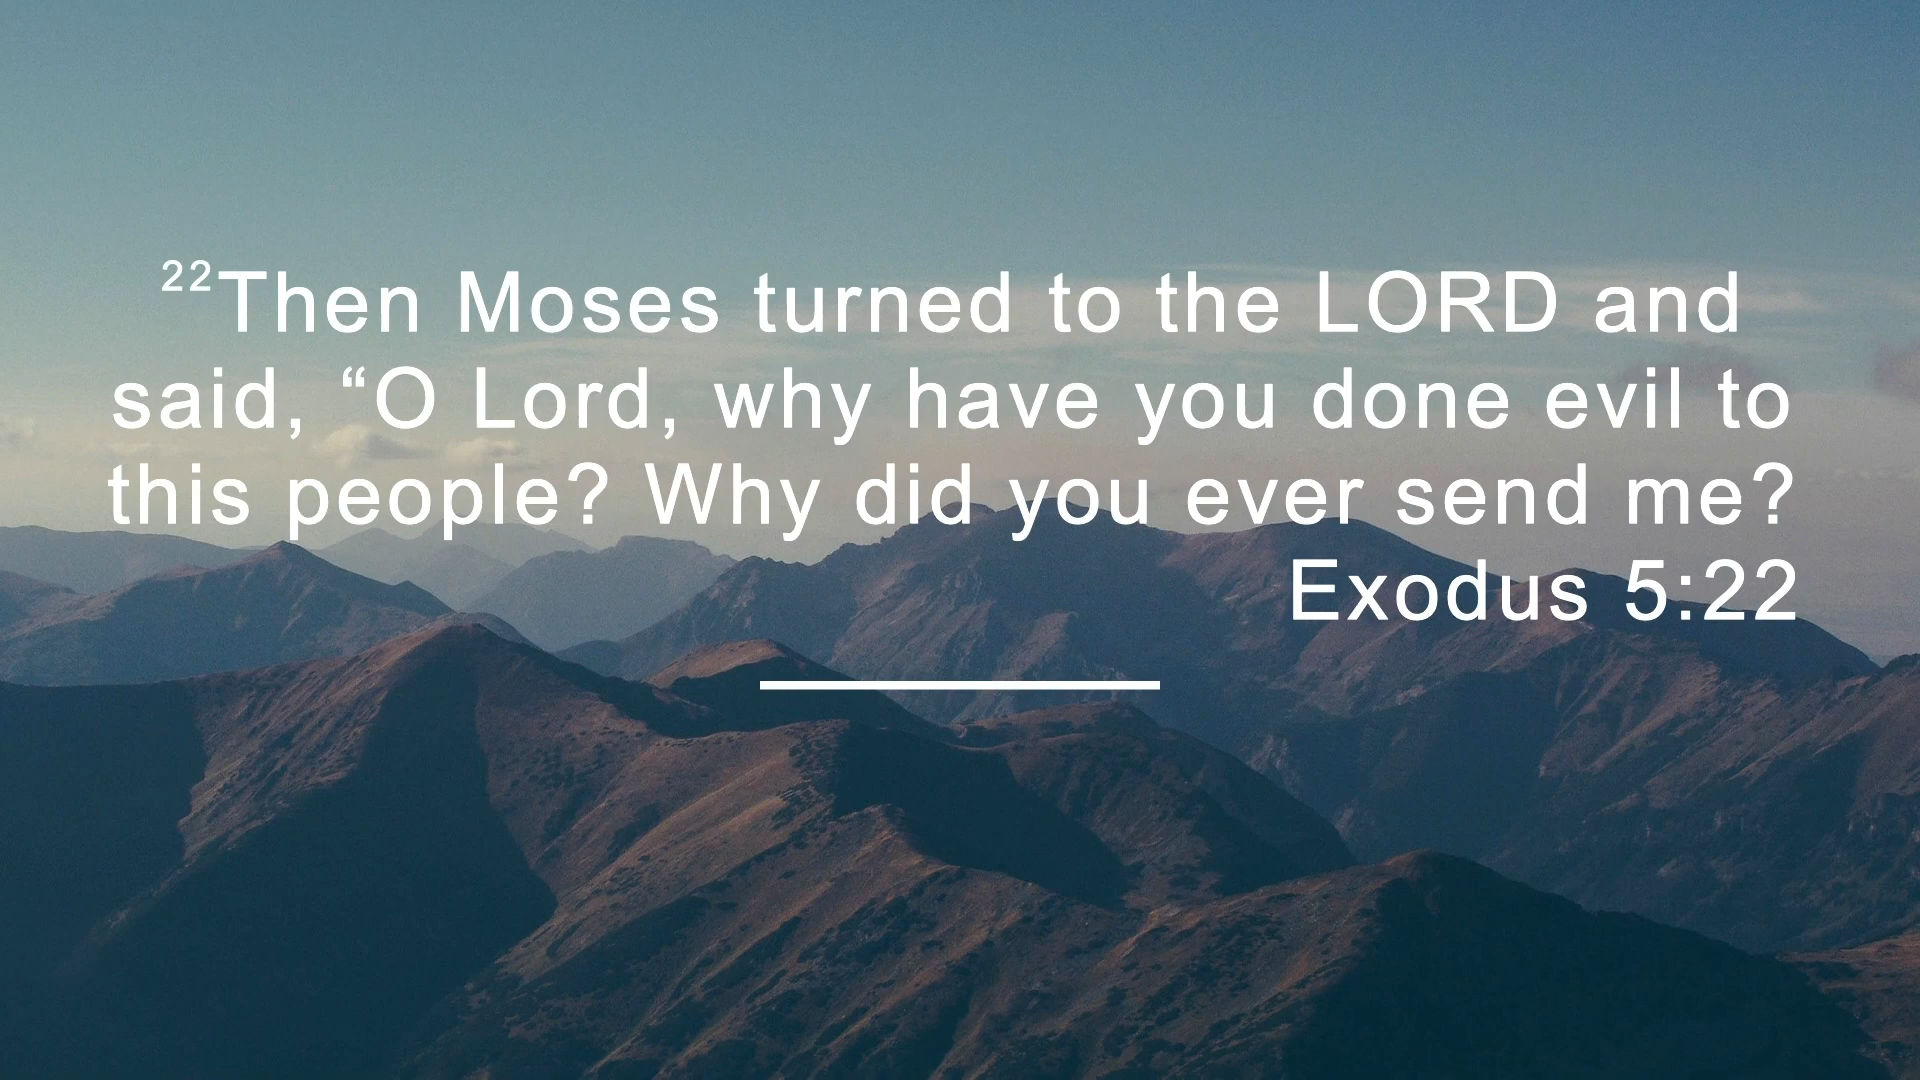 ²²Then Moses turned to the LORD and
said, “O Lord, why have you done evil to
this people? Why did you ever send me?
Exodus 5:22